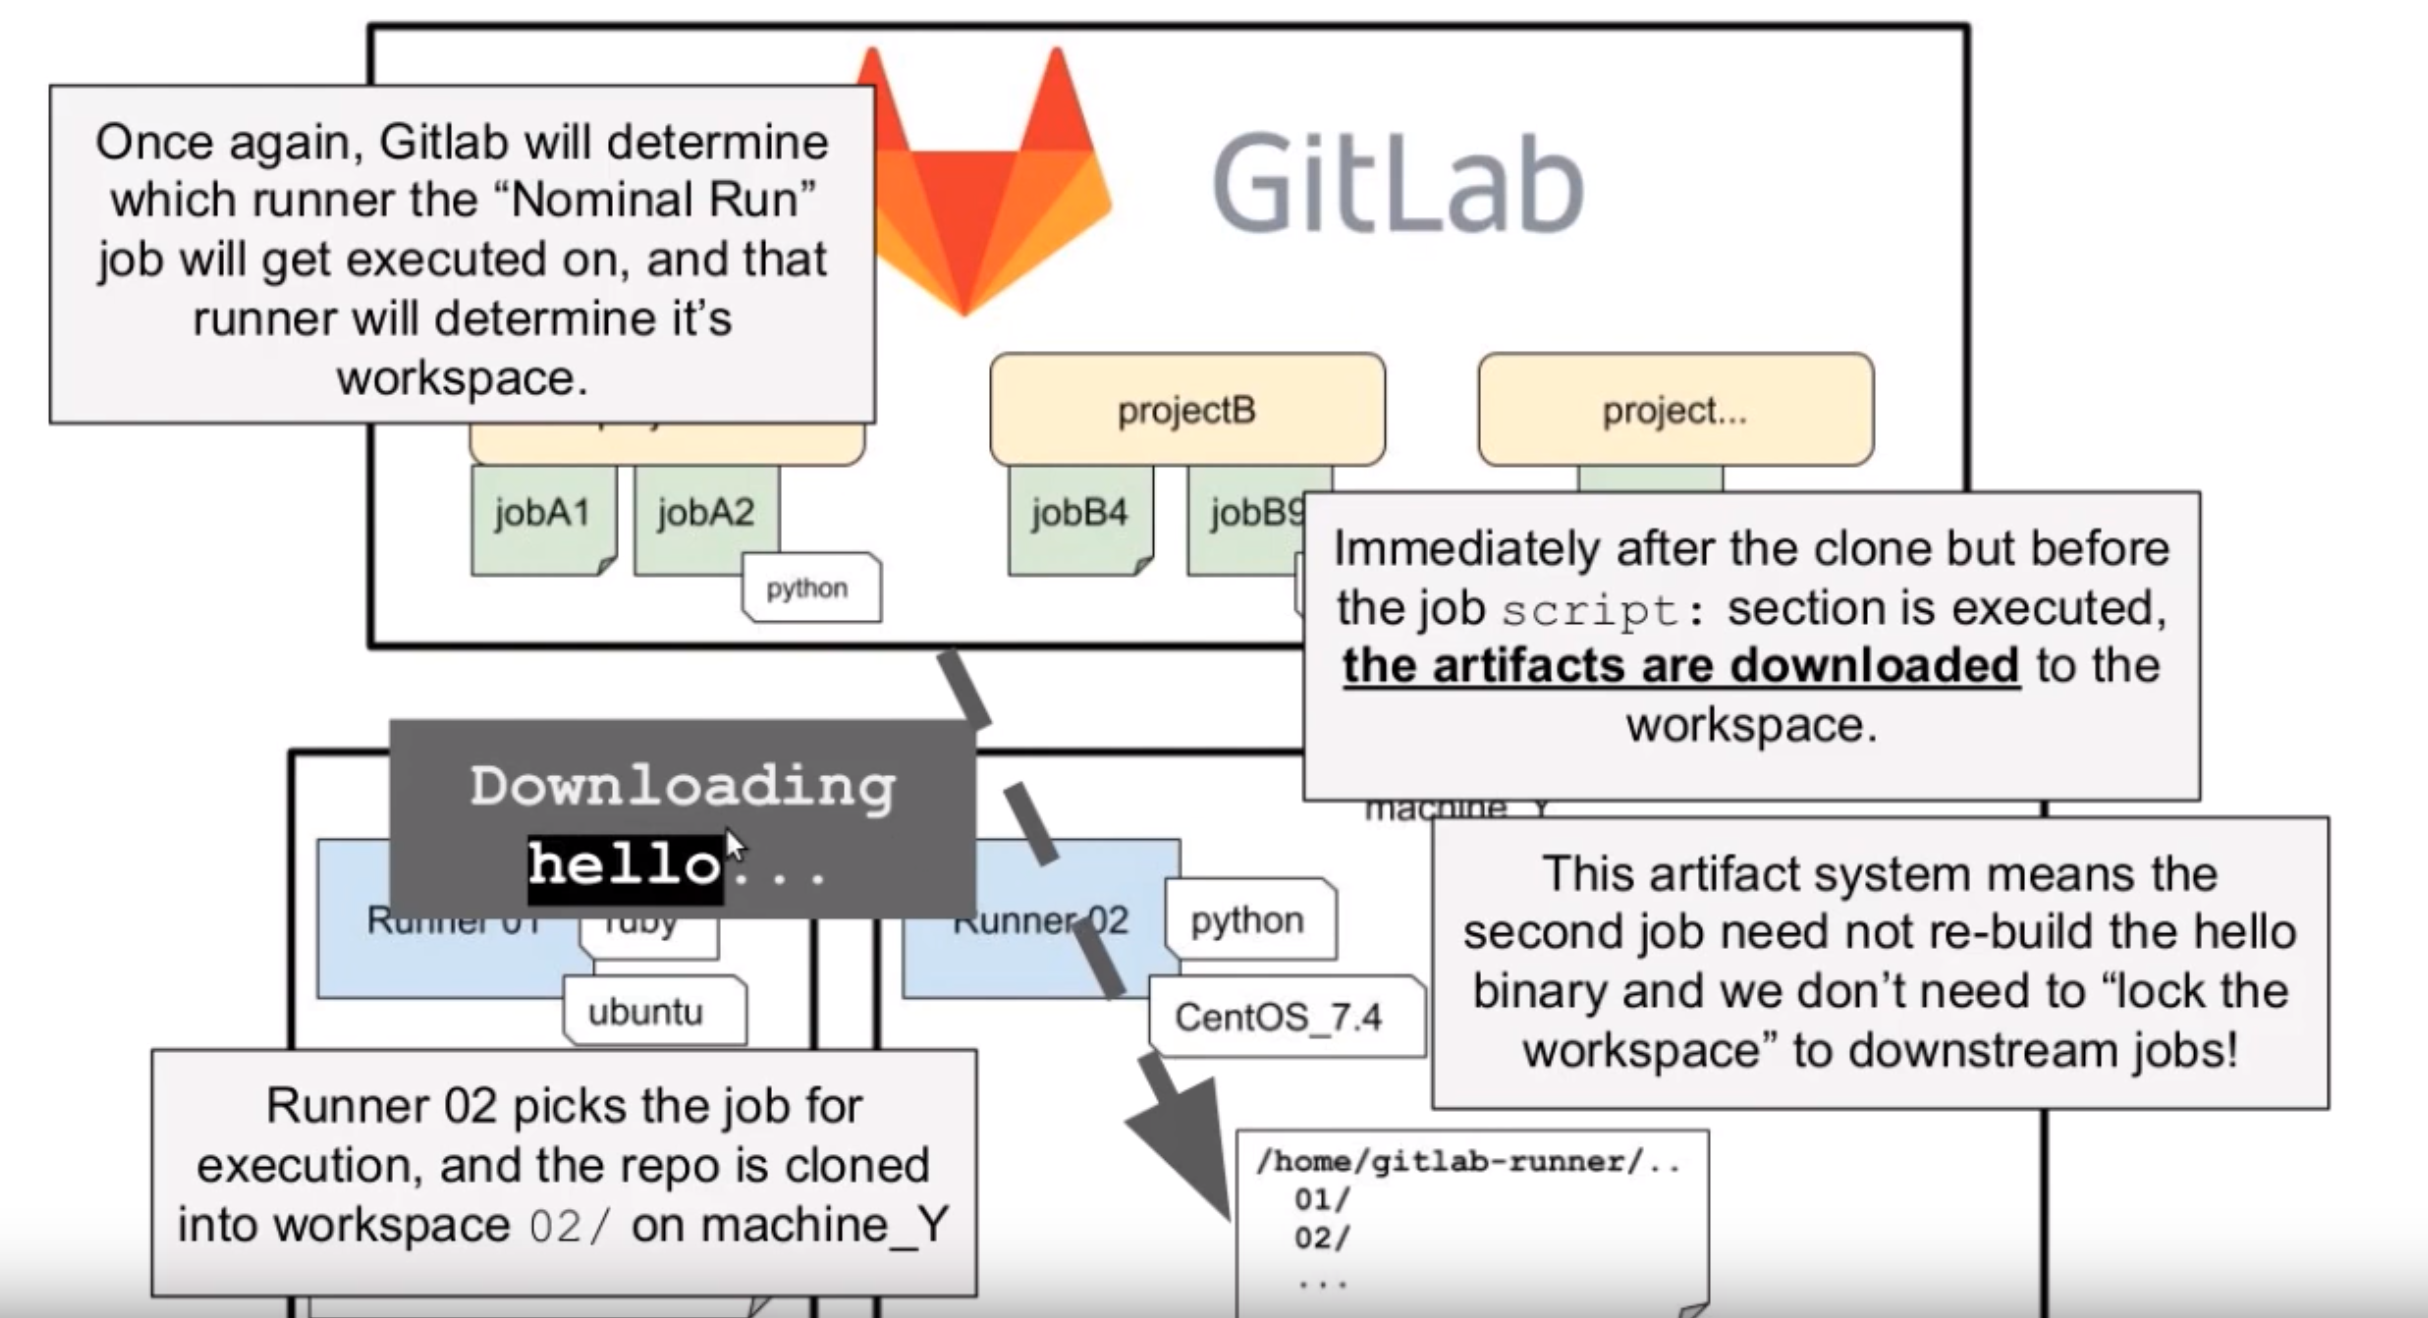 Once again, Gitlab will determine
which runner the “Nominal Run”
job will get executed on, and that
runner will determine it’s
workspace.
GitLab
projectB
project...
jobA1
jobA2
python
jobB4
jobB9
Immediately after the clone but before
the job script: section is executed,
the artifacts are downloaded to the
workspace.
Downloading
hello...
machine_Y
Runner 01
ruby
ubuntu
Runner 02
python
CentOS_7.4
This artifact system means the
second job need not re-build the hello
binary and we don’t need to “lock the
workspace” to downstream jobs!
Runner 02 picks the job for
execution, and the repo is cloned
into workspace 02/ on machine_Y
/home/gitlab-runner/..
01/
02/
...